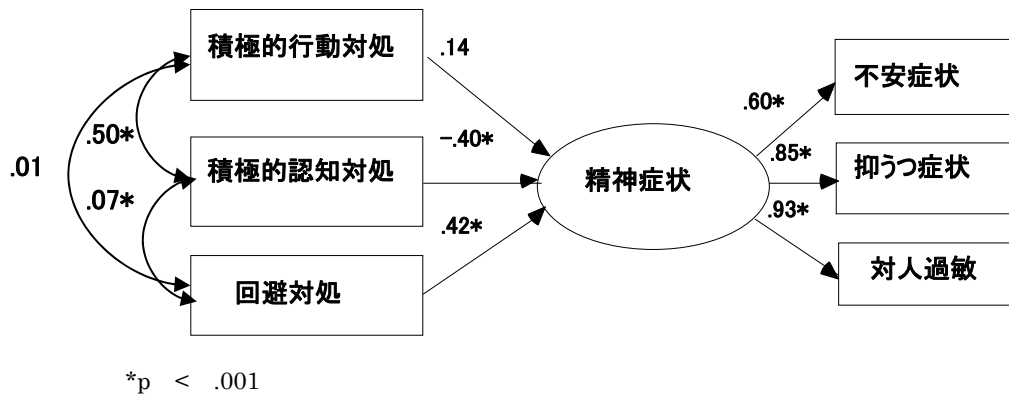 積極的行動対処
.14
不安症状
.60*
.50*
-.40*
.01
積極的認知対処
精神症状
.85*
抑うつ症状
.07*
.42*
.93*
回避対処
対人過敏
*p < .001